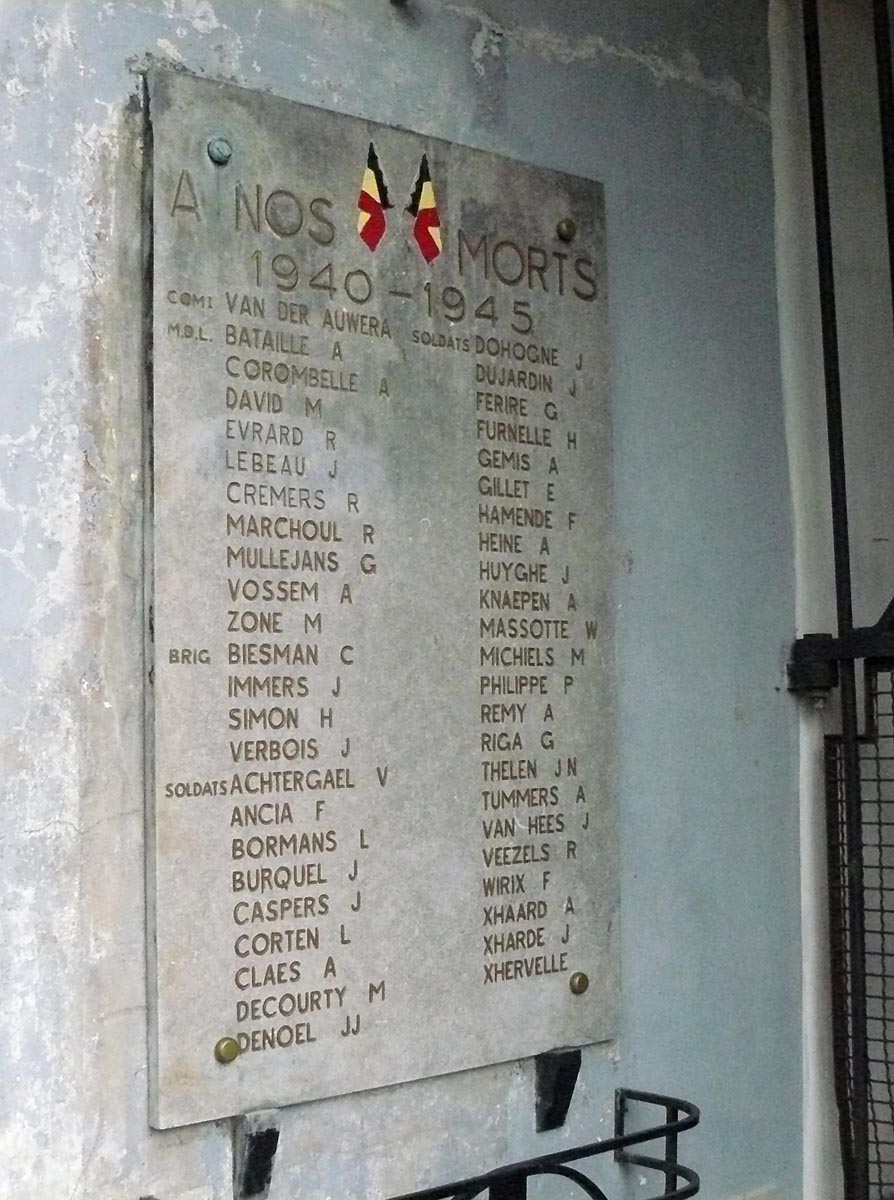 A NOS MORTS
1940-1945
COMT VAN DER AUWERA
M.D.L. BATAILLE A
COROMBELLE A
DAVID M
EVRARD R
LEBEAU J
CREMERS R
MARCHOUL R
MULLEJANS G
VOSSEM A
ZONE M
BRIG BIESMAN C
IMMERS J
SIMON H
VERBOIS J
SOLDATS ACHTERGAEL V
ANCIA F
BORMANS L
BURQUEL J
CASPERS J
CORTEN L
CLAES A
DECOURTY M
DENOEL JJ
SOLDATS DOHOGNE J
DUJARDIN J
FERIRE G
FURNELLE H
GEMIS A
GILLET E
HAMENDE F
HEINE A
HUYGHE J
KNAEPEN A
MASSOTTE W
MICHIELS M
PHILIPPE P
REMY A
RIGA G
THELEN JN
TUMMERS A
VAN HEES J
VEEZELS R
WIRIX F
XHAARD A
XHARDE J
XHERVELLE